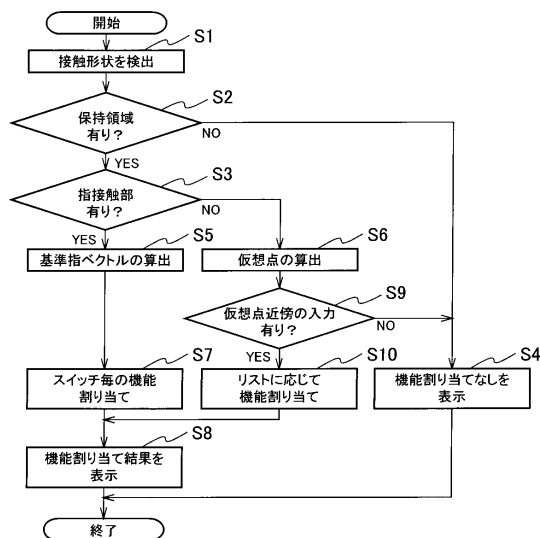 開始
S1
接触形状を検出
S2
保持領域
有り？
NO
YES
S3
指接触部
有り？
NO
YES
S5
基準指ベクトルの算出
S6
仮想点の算出
S9
仮想点近傍の入力
有り？
NO
YES
S7
スイッチ毎の機能
割り当て
S10
リストに応じて
機能割り当て
S4
機能割り当てなしを
表示
S8
機能割り当て結果を
表示
終了